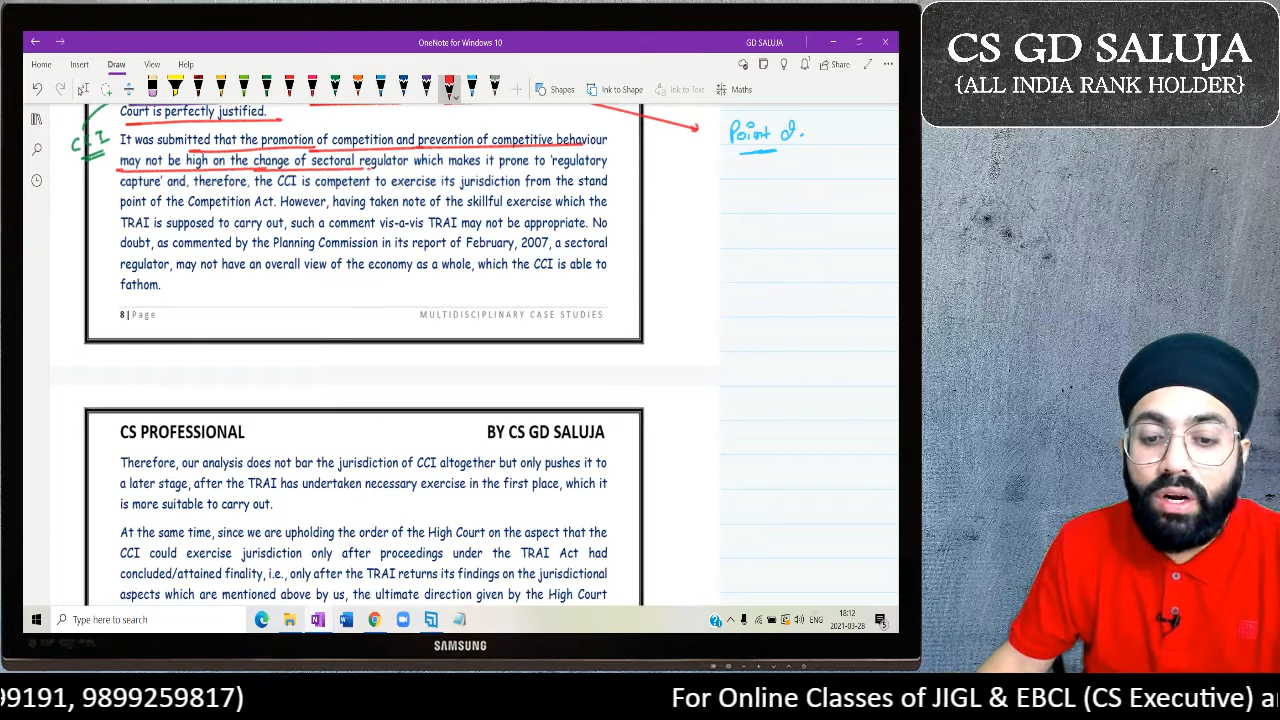 CS GD SALUJA
{ALL INDIA RANK HOLDER}
OneNote for Windows 10
GD SALUJA
Home Insert Draw View Help
Share
Shapes Ink to Shape Ink to Text Maths
Court is perfectly justified.
CCI
Point d.
It was submitted that the promotion of competition and prevention of competitive behaviour
may not be high on the change of sectoral regulator which makes it prone to ‘regulatory
capture’ and, therefore, the CCI is competent to exercise its jurisdiction from the stand
point of the Competition Act. However, having taken note of the skillful exercise which the
TRAI is supposed to carry out, such a comment vis-a-vis TRAI may not be appropriate. No
doubt, as commented by the Planning Commission in its report of February, 2007, a sectoral
regulator, may not have an overall view of the economy as a whole, which the CCI is able to
fathom.
8|Page MULTIDISCIPLINARY CASE STUDIES
CS PROFESSIONAL BY CS GD SALUJA
Therefore, our analysis does not bar the jurisdiction of CCI altogether but only pushes it to
a later stage, after the TRAI has undertaken necessary exercise in the first place, which it
is more suitable to carry out.
At the same time, since we are upholding the order of the High Court on the aspect that the
CCI could exercise jurisdiction only after proceedings under the TRAI Act had
concluded/attained finality, i.e., only after the TRAI returns its findings on the jurisdictional
aspects which are mentioned above by us, the ultimate direction given by the High Court
Type here to search
ENG
18:12
2021-03-28
SAMSUNG
99191, 9899259817) For Online Classes of JIGL & EBCL (CS Executive) a